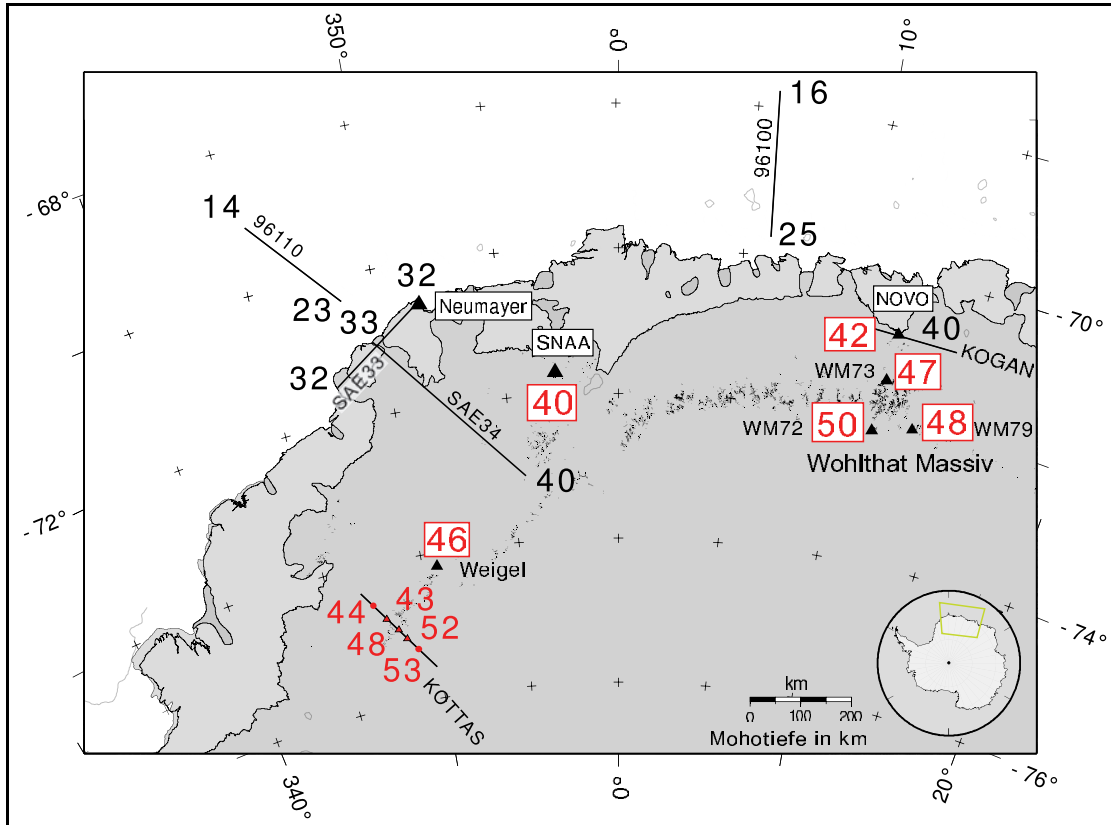 350°
0°
10°
16
96100
- 68°
14
96110
25
32
Neumayer
NOVO
- 70°
23
33
SNAA
42
40
KOGAN
WM73
47
32
SAE33
40
SAE34
50
48
WM72
WM79
Wohlthat Massiv
40
- 72°
46
Weigel
43
44
52
48
53
- 74°
KOTTAS
km
0 100 200
Mohotiefe in km
340°
0°
20°
- 76°